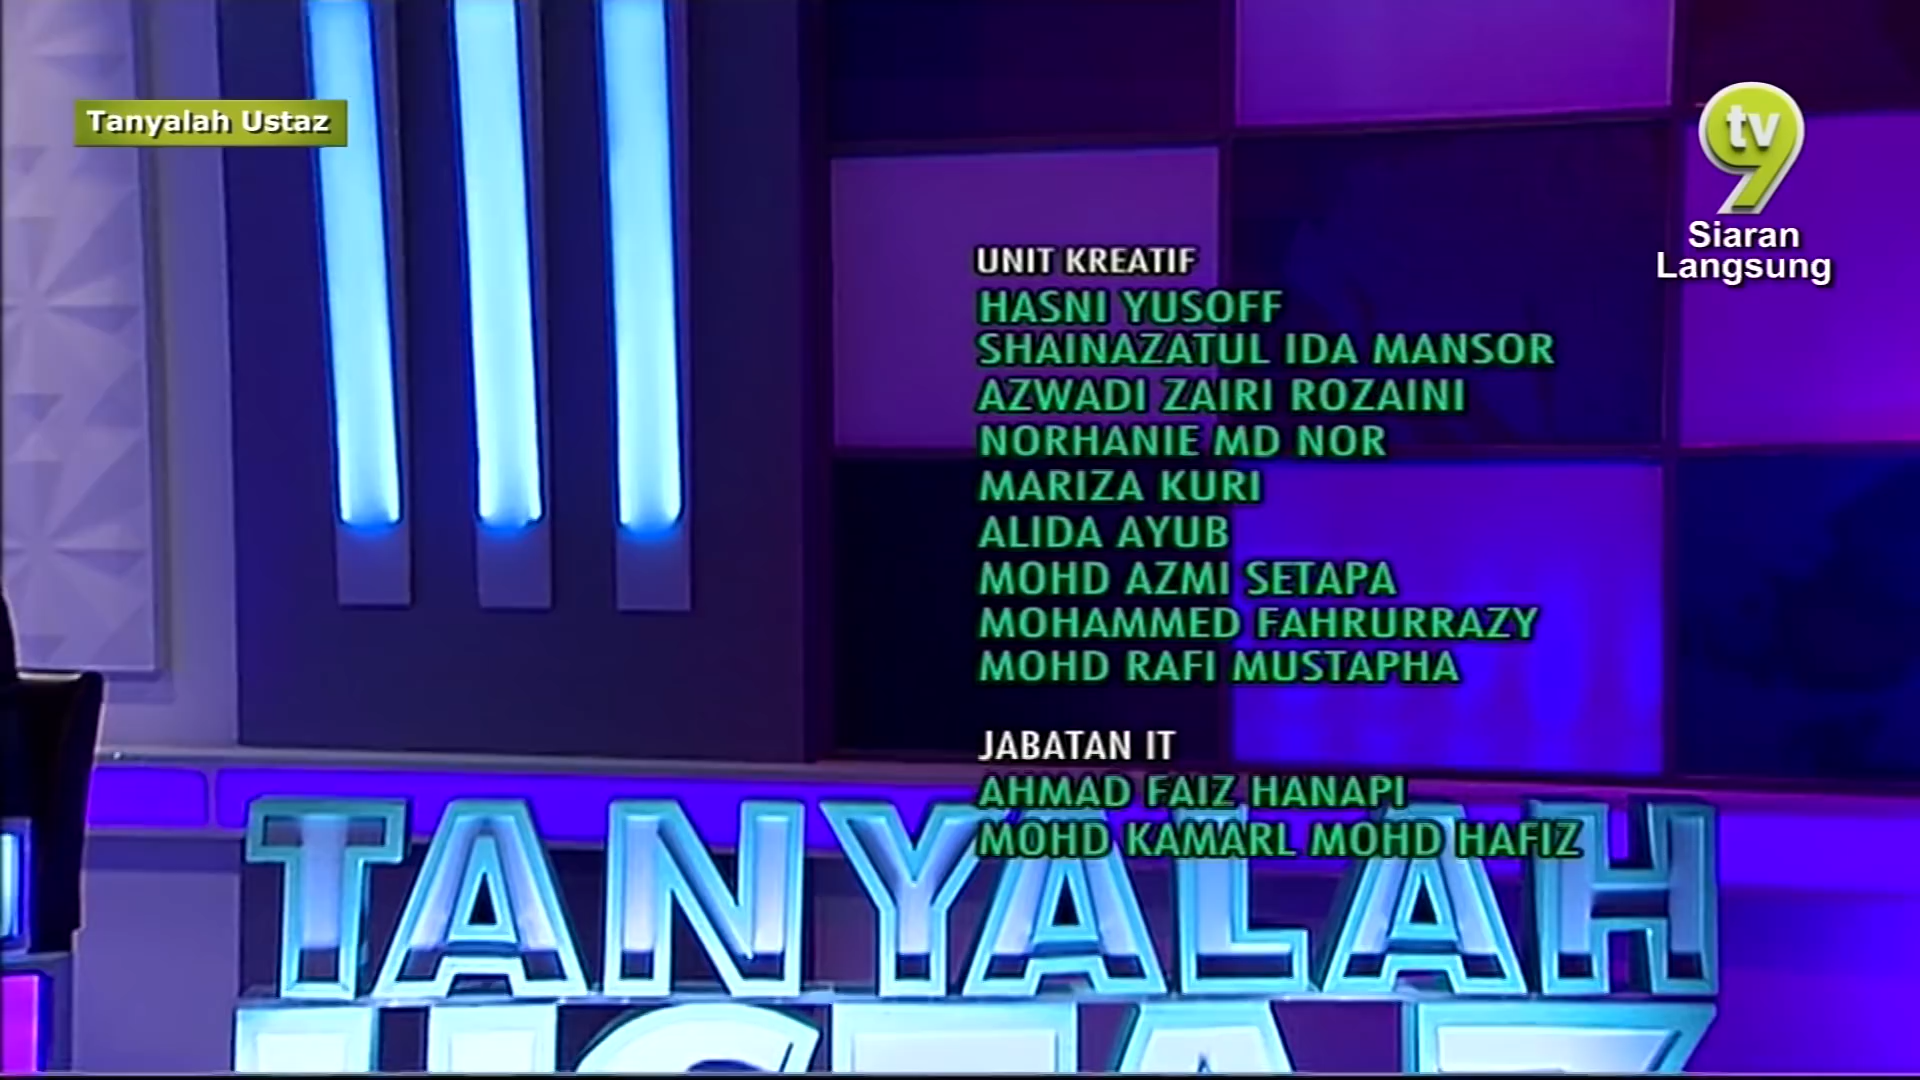 Tanyalah Ustaz
tv9
Siaran
Langsung
UNIT KREATIF
HASNI YUSOFF
SHAINAZATUL IDA MANSOR
AZWADI ZAIRI ROZAINI
NORHANIE MD NOR
MARIZA KURI
ALIDA AYUB
MOHD AZMI SETAPA
MOHAMMED FAHRURRAZY
MOHD RAFI MUSTAPHA
JABATAN IT
AHMAD FAIZ HANAPI
MOHD KAMARL MOHD HAFIZ
TANYALAH
USTAZ